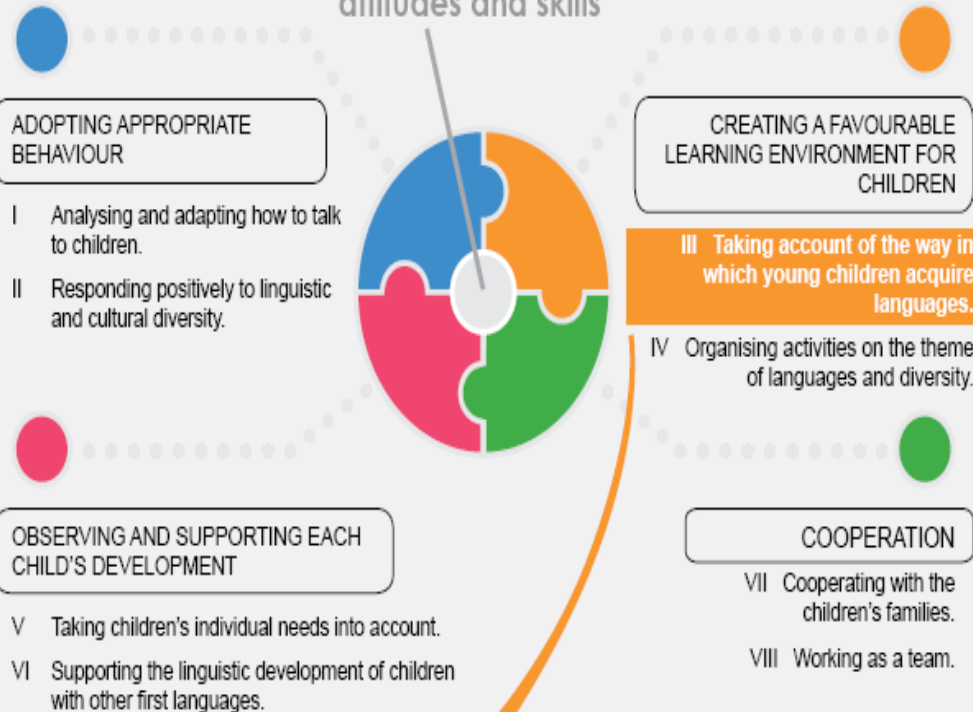 attitudes and skills
ADOPTING APPROPRIATE
BEHAVIOUR
I Analysing and adapting how to talk
to children.
II Responding positively to linguistic
and cultural diversity.
CREATING A FAVOURABLE
LEARNING ENVIRONMENT FOR
CHILDREN
III Taking account of the way in
which young children acquire
languages.
IV Organising activities on the theme
of languages and diversity.
OBSERVING AND SUPPORTING EACH
CHILD'S DEVELOPMENT
V Taking children's individual needs into account.
VI Supporting the linguistic development of children
with other first languages.
COOPERATION
VII Cooperating with the
children's families.
VIII Working as a team.